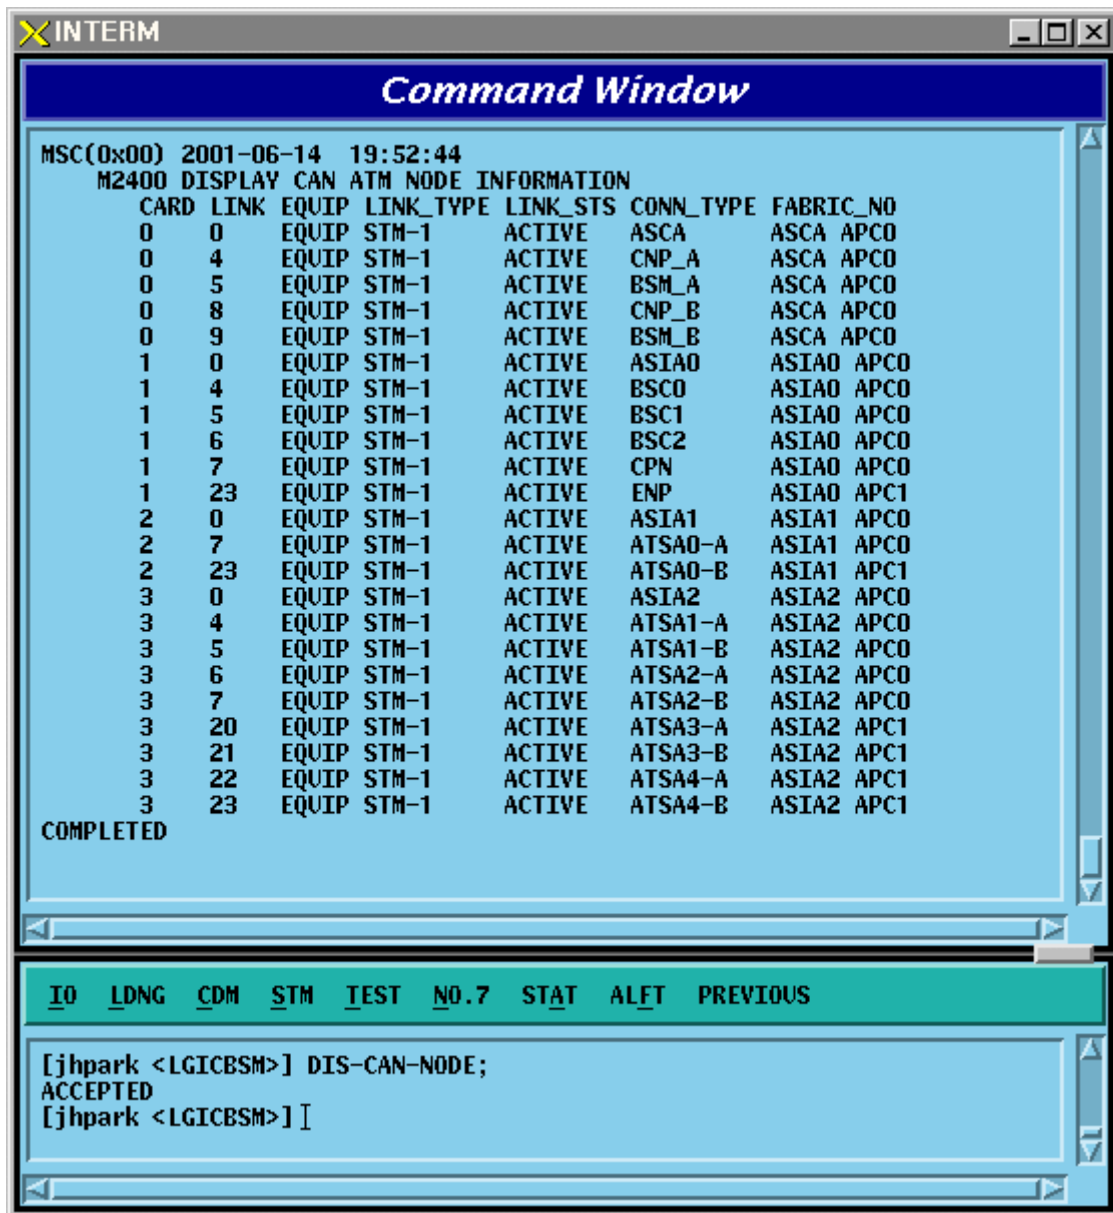 INTERM
Command Window
MSC(0x00) 2001-06-14 19:52:44
M2400 DISPLAY CAN ATM NODE INFORMATION
CARD LINK EQUIP LINK_TYPE LINK_STS CONN_TYPE FABRIC_NO
0 0 EQUIP STM-1 ACTIVE ASCA ASCA APC0
0 4 EQUIP STM-1 ACTIVE CNP_A ASCA APC0
0 5 EQUIP STM-1 ACTIVE BSM_A ASCA APC0
0 8 EQUIP STM-1 ACTIVE CNP_B ASCA APC0
0 9 EQUIP STM-1 ACTIVE BSM_B ASCA APC0
1 0 EQUIP STM-1 ACTIVE ASIA0 ASIA0 APC0
1 4 EQUIP STM-1 ACTIVE BSC0 ASIA0 APC0
1 5 EQUIP STM-1 ACTIVE BSC1 ASIA0 APC0
1 6 EQUIP STM-1 ACTIVE BSC2 ASIA0 APC0
1 7 EQUIP STM-1 ACTIVE CPN ASIA0 APC0
1 23 EQUIP STM-1 ACTIVE ENP ASIA0 APC1
2 0 EQUIP STM-1 ACTIVE ASIA1 ASIA1 APC0
2 7 EQUIP STM-1 ACTIVE ATSA0-A ASIA1 APC0
2 23 EQUIP STM-1 ACTIVE ATSA0-B ASIA1 APC1
3 0 EQUIP STM-1 ACTIVE ASIA2 ASIA2 APC0
3 4 EQUIP STM-1 ACTIVE ATSA1-A ASIA2 APC0
3 5 EQUIP STM-1 ACTIVE ATSA1-B ASIA2 APC0
3 6 EQUIP STM-1 ACTIVE ATSA2-A ASIA2 APC0
3 7 EQUIP STM-1 ACTIVE ATSA2-B ASIA2 APC0
3 20 EQUIP STM-1 ACTIVE ATSA3-A ASIA2 APC1
3 21 EQUIP STM-1 ACTIVE ATSA3-B ASIA2 APC1
3 22 EQUIP STM-1 ACTIVE ATSA4-A ASIA2 APC1
3 23 EQUIP STM-1 ACTIVE ATSA4-B ASIA2 APC1
COMPLETED
IO LDNG CDM STM TEST NO.7 STAT ALFT PREVIOUS
[jhpark <LGICBSM>] DIS-CAN-NODE;
ACCEPTED
[jhpark <LGICBSM>]